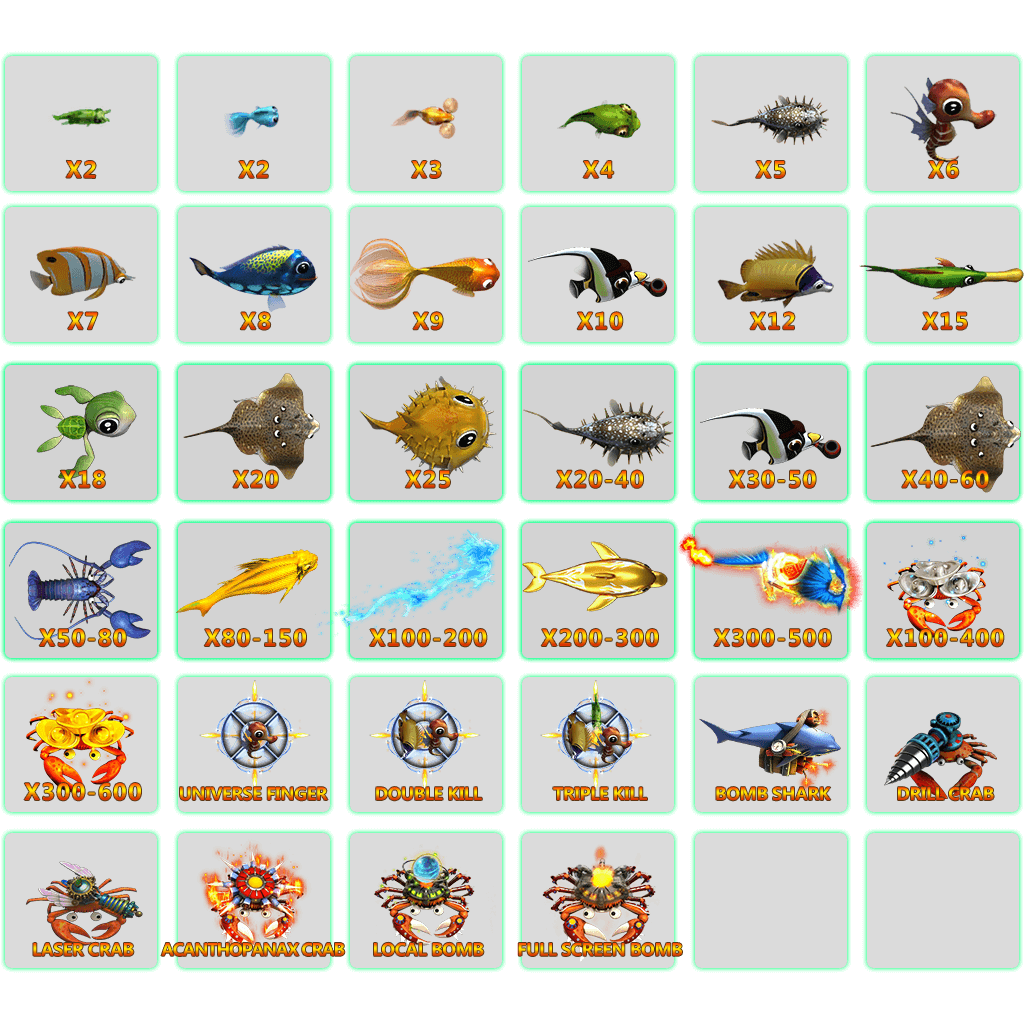 X2
X2
X3
X4
X5
X6
X7
X8
X9
X10
X12
X15
X18
X20
X25
X20-40
X30-50
X40-60
X50-80
X80-150
X100-200
X200-300
X300-500
X100-400
X300-600
UNIVERSE FINGER
DOUBLE KILL
TRIPLE KILL
BOMB SHARK
DRILL CRAB
LASER CRAB
ACANTHOPANAX CRAB
LOCAL BOMB
FULL SCREEN BOMB